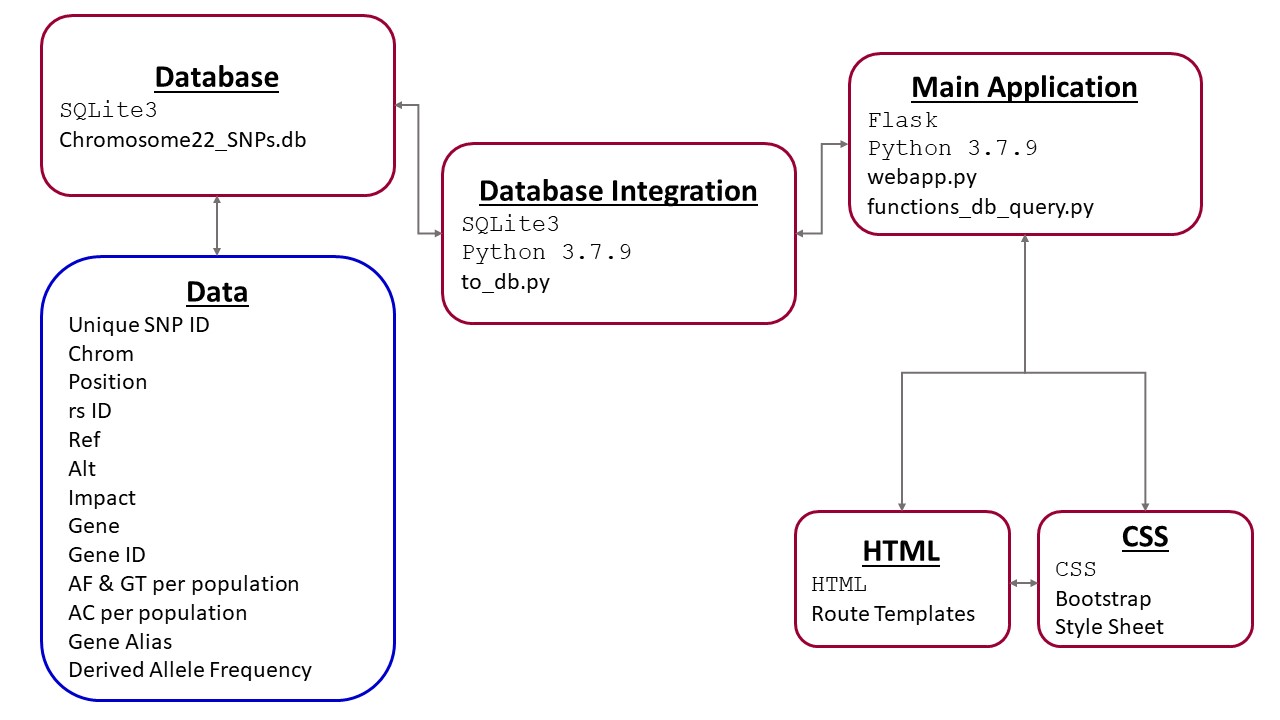 Database
SQLite3
Chromosome22_SNPs.db
Data
Unique SNP ID
Chrom
Position
rs ID
Ref
Alt
Impact
Gene
Gene ID
AF & GT per population
AC per population
Gene Alias
Derived Allele Frequency
Database Integration
SQLite3
Python 3.7.9
to_db.py
Main Application
Flask
Python 3.7.9
webapp.py
functions_db_query.py
HTML
HTML
Route Templates
CSS
CSS
Bootstrap
Style Sheet